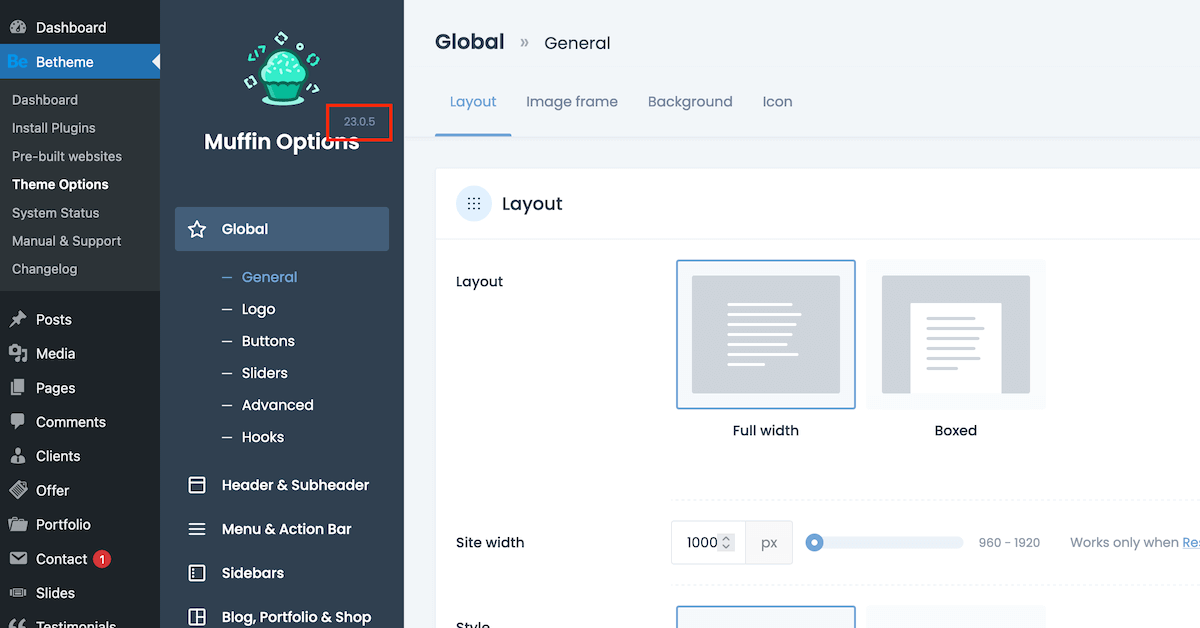 Dashboard
Be Betheme
Dashboard
Install Plugins
Pre-built websites
Theme Options
System Status
Manual & Support
Changelog
Posts
Media
Pages
Comments
Clients
Offer
Portfolio
Contact 1
Slides
Testimonials
23.0.5
Muffin Options
Global
General
Logo
Buttons
Sliders
Advanced
Hooks
Header & Subheader
Menu & Action Bar
Sidebars
Blog, Portfolio & Shop
Global » General
Layout Image frame Background Icon
Layout
Layout
Full width Boxed
Site width 1000 px 960 - 1920 Works only when Res
Style